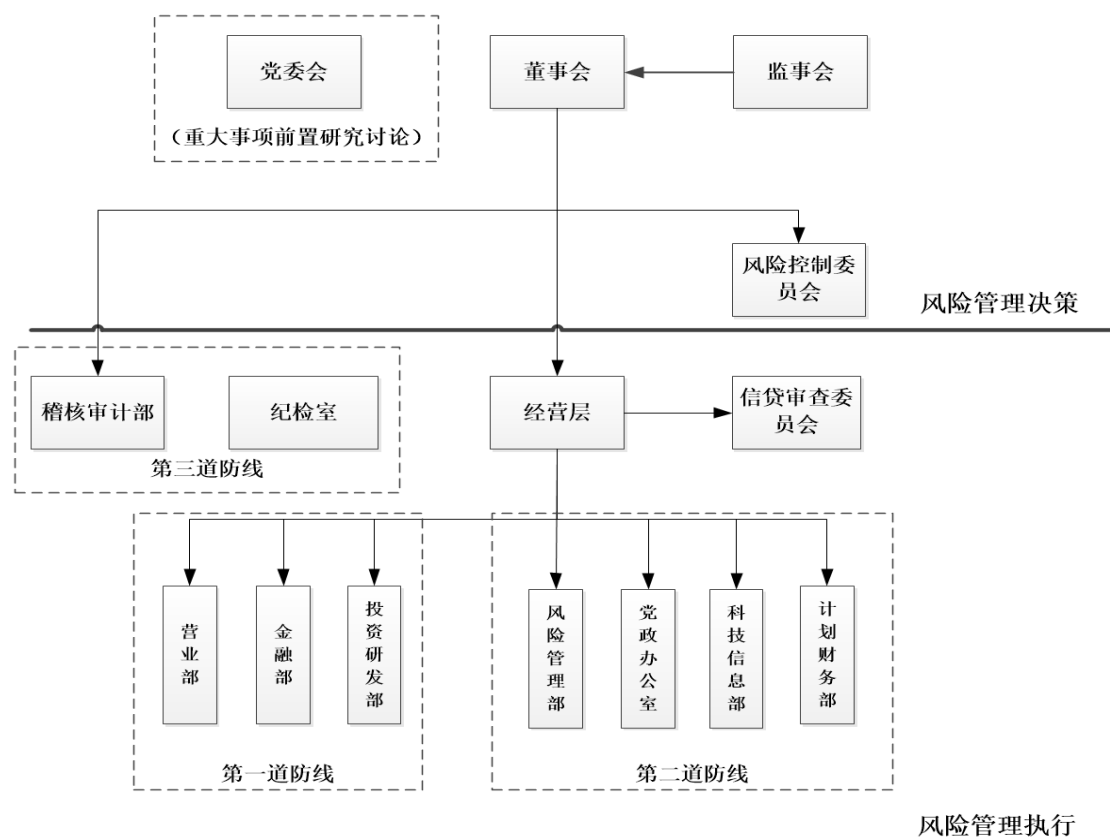 党委会
董事会
监事会
（重大事项前置研究讨论）
风险控制委
员会
风险管理决策
稽核审计部
纪检室
经营层
信贷审查委
员会
第三道防线
营业部
金融部
投资研发部
风险管理部
党政办公室
科技信息部
计划财务部
第一道防线
第二道防线
风险管理执行